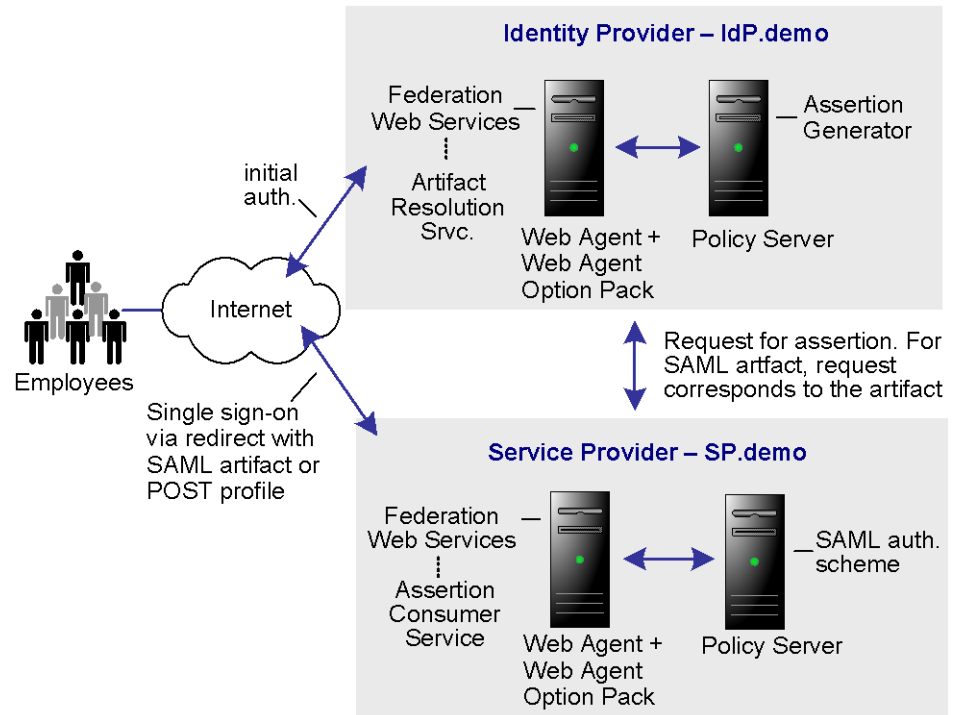 Identity Provider – IdP.demo
Federation
Web Services
Artifact
Resolution
Srvc.
Web Agent +
Web Agent
Option Pack
Assertion
Generator
Policy Server
initial
auth.
Internet
Employees
Request for assertion. For
SAML artfact, request
corresponds to the artifact
Single sign-on
via redirect with
SAML artifact or
POST profile
Service Provider – SP.demo
Federation
Web Services
Assertion
Consumer
Service
Web Agent +
Web Agent
Option Pack
SAML auth.
scheme
Policy Server